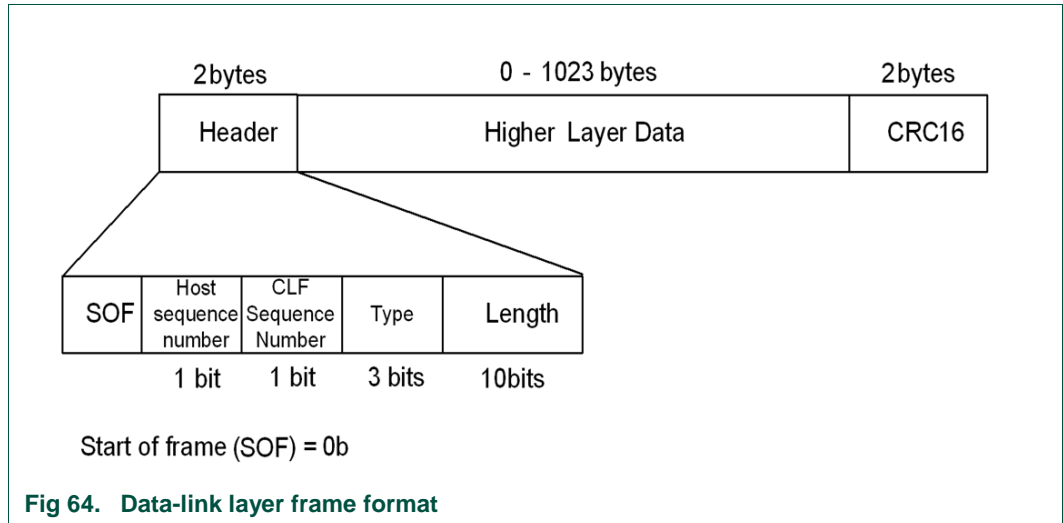 2bytes 0 - 1023 bytes 2bytes
Header Higher Layer Data CRC16
SOF Host sequence number CLF Sequence Number Type Length
1 bit 1 bit 3 bits 10bits
Start of frame (SOF) = 0b
Fig 64. Data-link layer frame format